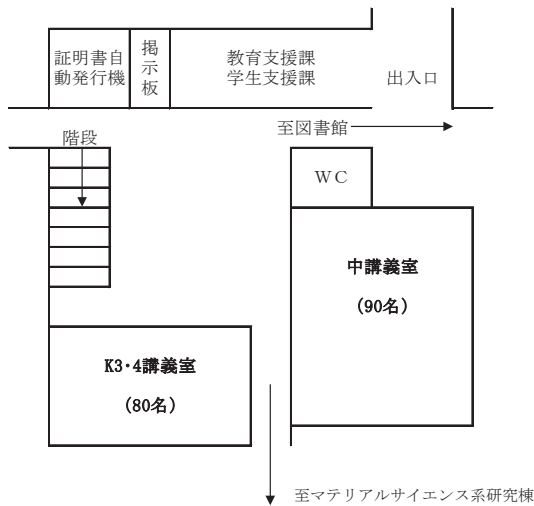 証明書自
動発行機
掲
示
板
教育支援課
学生支援課
出入口
至図書館
階段
ＷＣ
中講義室
（90名）
K3・4講義室
（80名）
至マテリアルサイエンス系研究棟